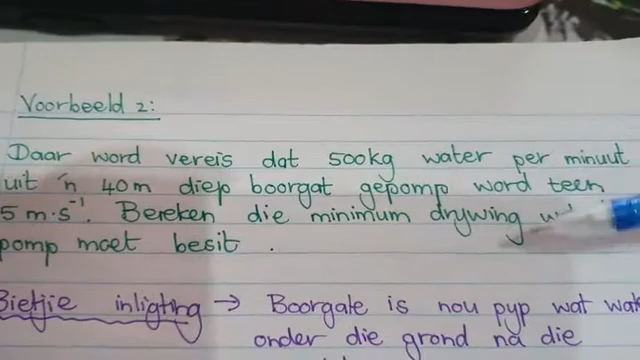 Voorbeeld 2:
Daar word vereis dat 500kg water per minuut
uit 'n 40m diep boorgat gepomp word teen
5 m·s⁻¹. Bereken die minimum drywing
pomp moet besit.
Bietjie inligting → Boorgate is nou pyp wat
onder die grond na die